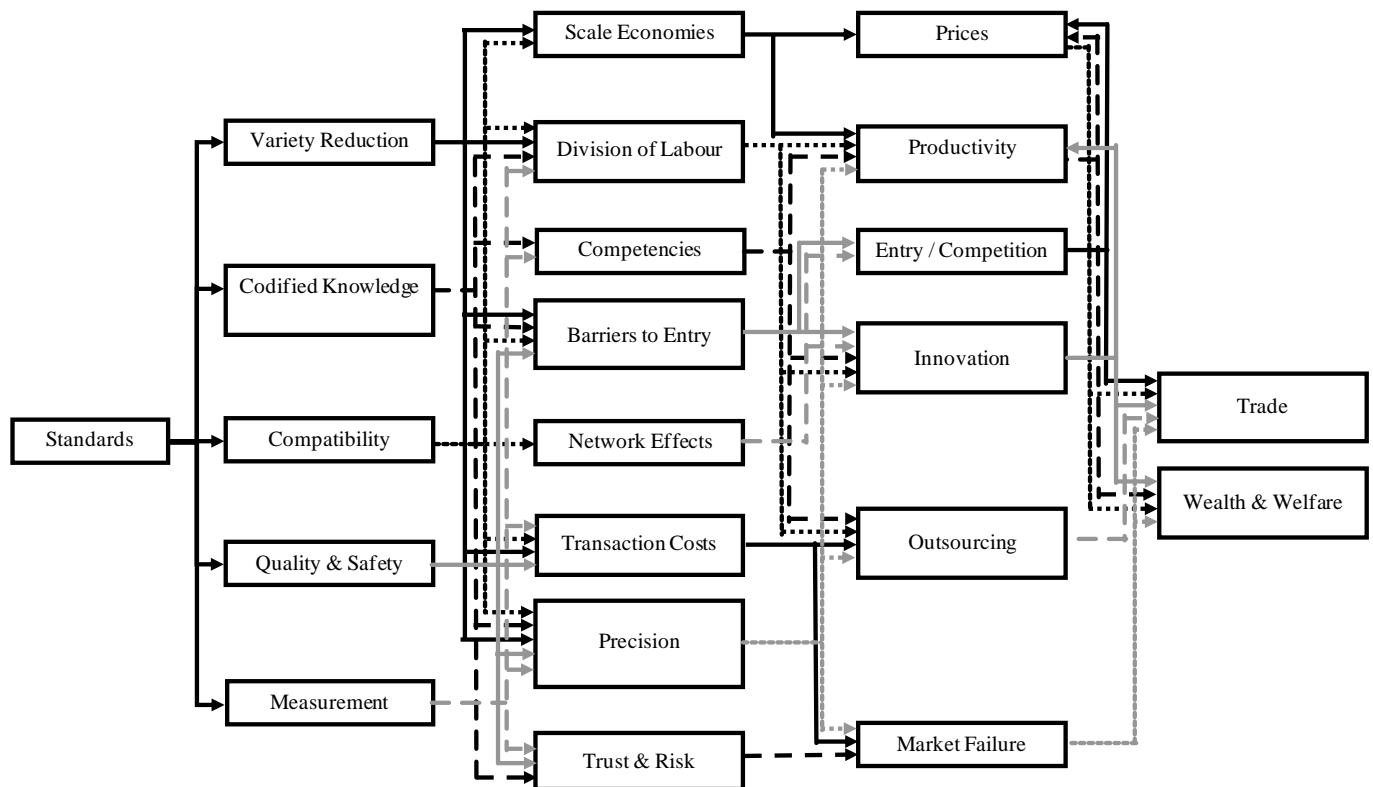 Standards
Variety Reduction
Codified Knowledge
Compatibility
Quality & Safety
Measurement
Scale Economies
Division of Labour
Competencies
Barriers to Entry
Network Effects
Transaction Costs
Precision
Trust & Risk
Prices
Productivity
Entry / Competition
Innovation
Outsourcing
Market Failure
Trade
Wealth & Welfare